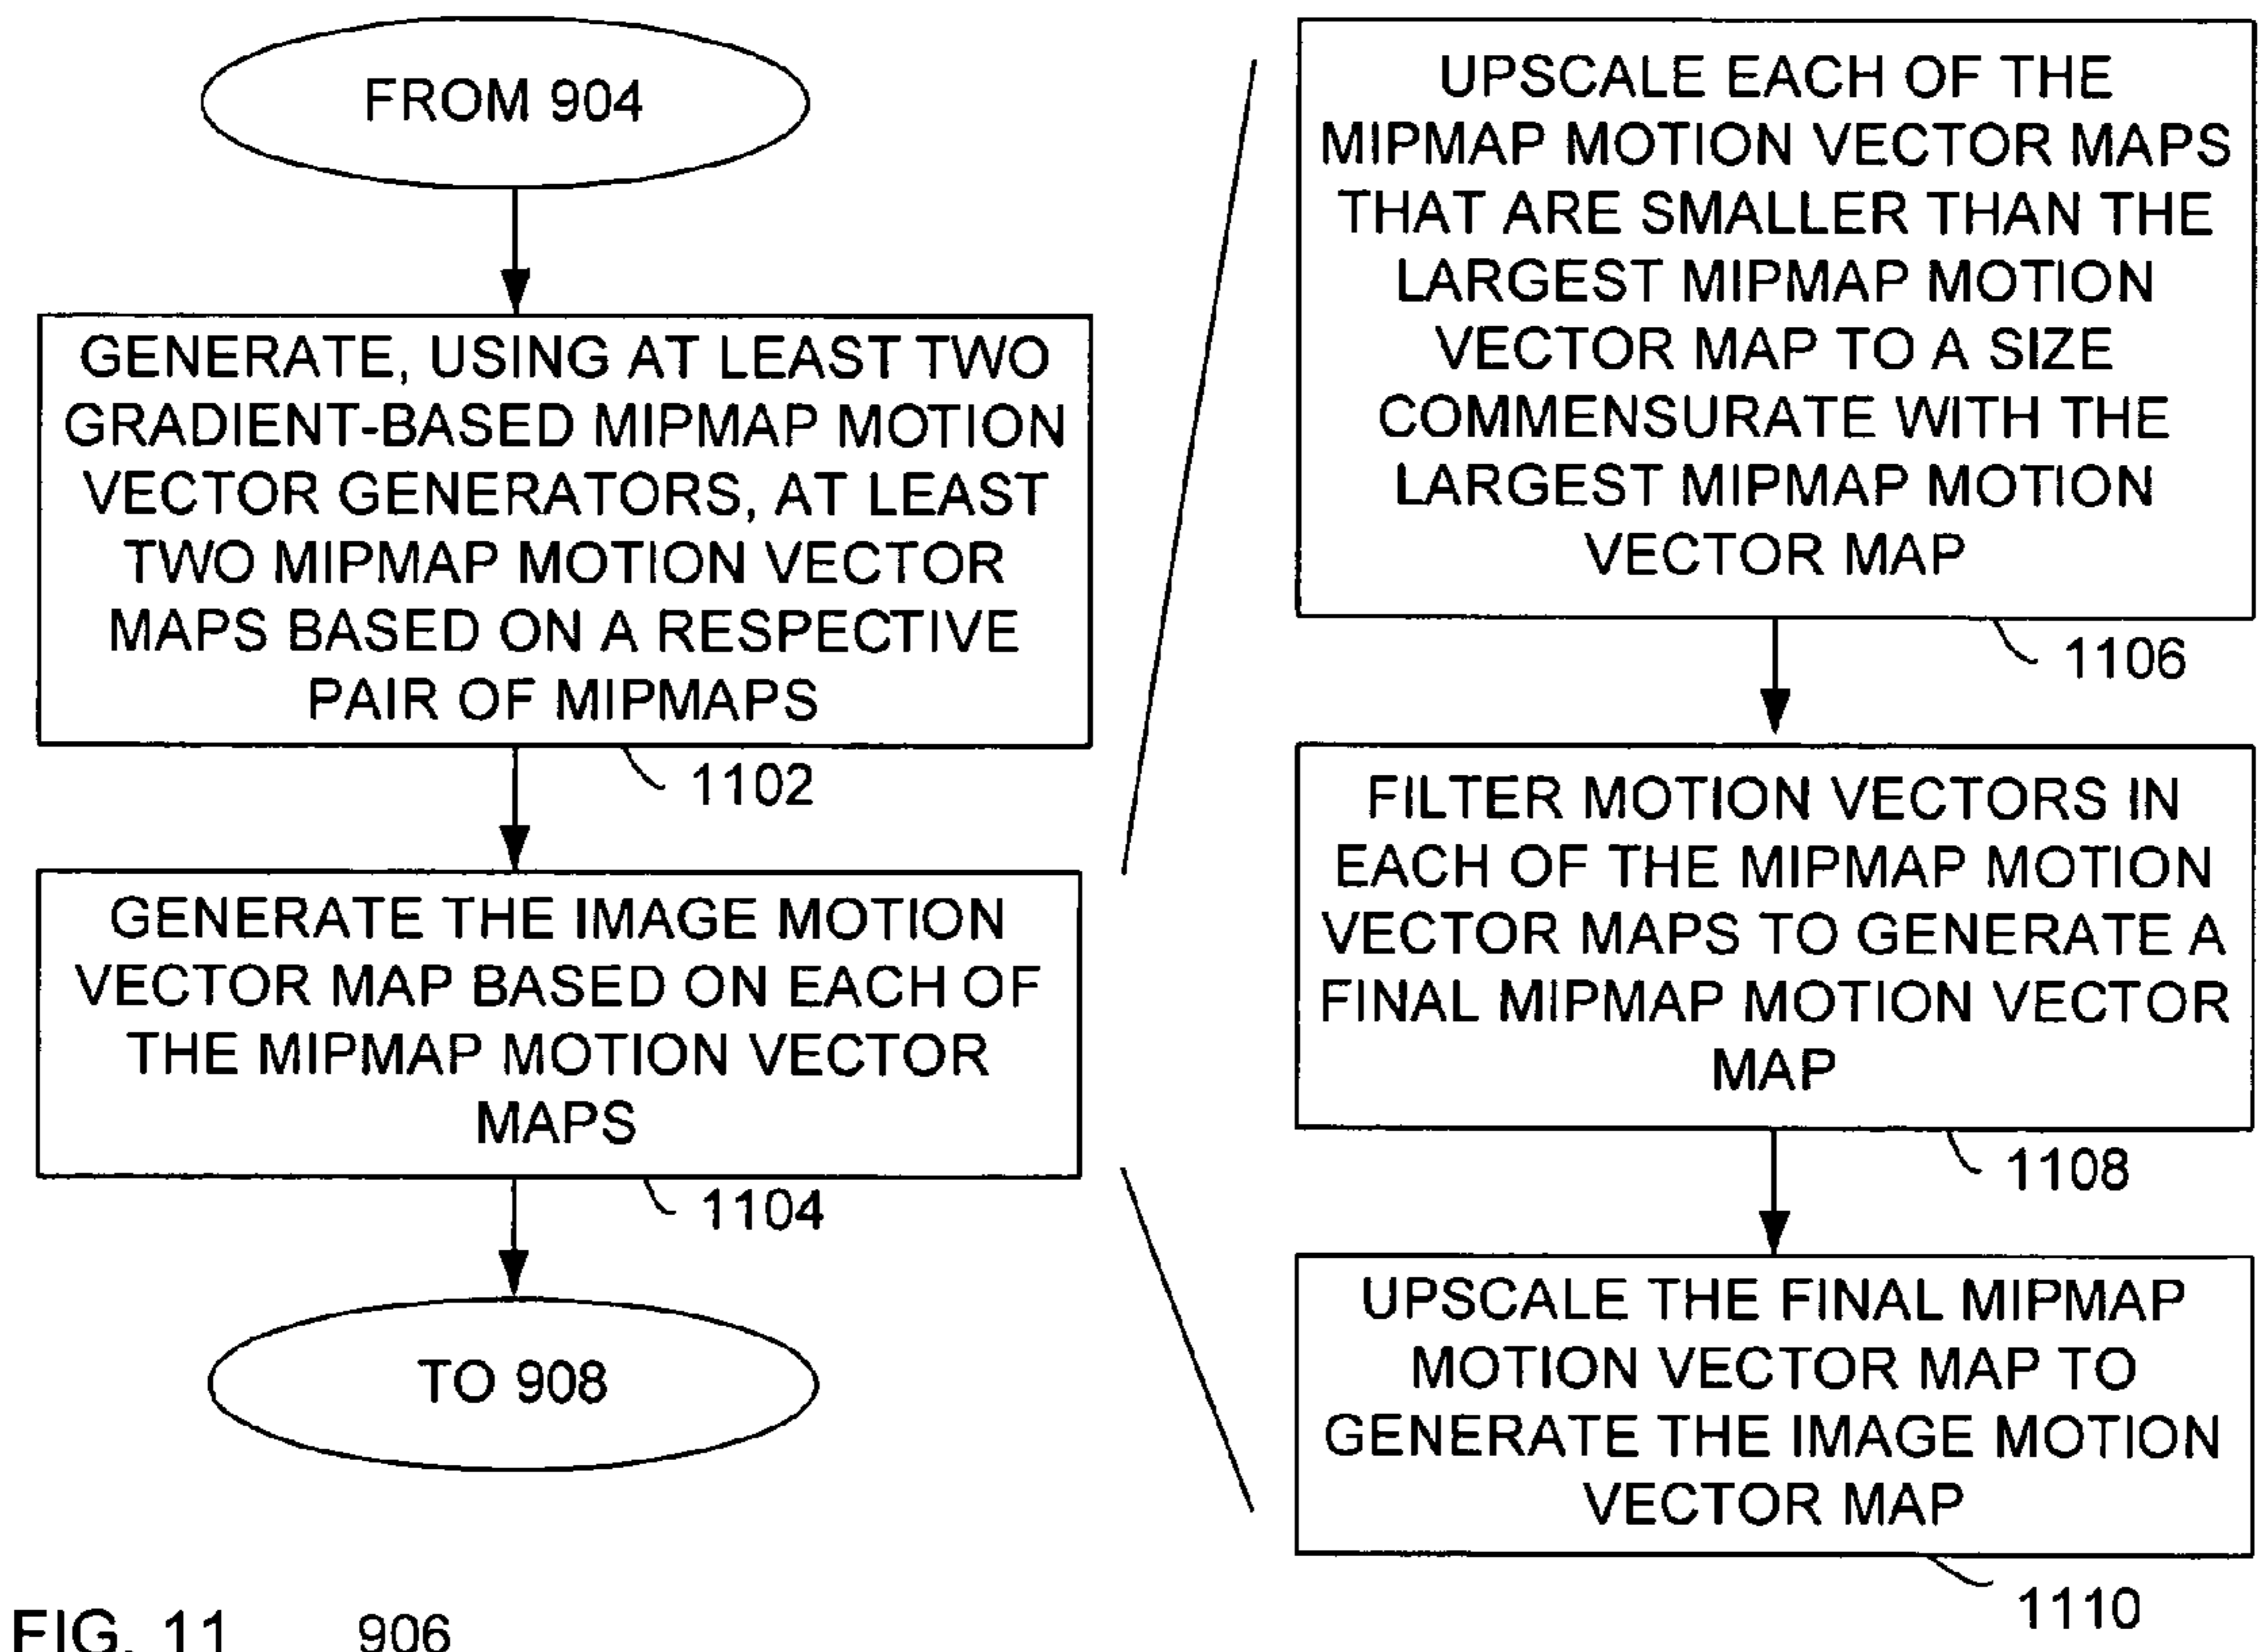 FROM 904
GENERATE, USING AT LEAST TWO
GRADIENT-BASED MIPMAP MOTION
VECTOR GENERATORS, AT LEAST
TWO MIPMAP MOTION VECTOR
MAPS BASED ON A RESPECTIVE
PAIR OF MIPMAPS
1102
GENERATE THE IMAGE MOTION
VECTOR MAP BASED ON EACH OF
THE MIPMAP MOTION VECTOR
MAPS
1104
TO 908
UPSCALE EACH OF THE
MIPMAP MOTION VECTOR MAPS
THAT ARE SMALLER THAN THE
LARGEST MIPMAP MOTION
VECTOR MAP TO A SIZE
COMMENSURATE WITH THE
LARGEST MIPMAP MOTION
VECTOR MAP
1106
FILTER MOTION VECTORS IN
EACH OF THE MIPMAP MOTION
VECTOR MAPS TO GENERATE A
FINAL MIPMAP MOTION VECTOR
MAP
1108
UPSCALE THE FINAL MIPMAP
MOTION VECTOR MAP TO
GENERATE THE IMAGE MOTION
VECTOR MAP
1110
FIG. 11 906